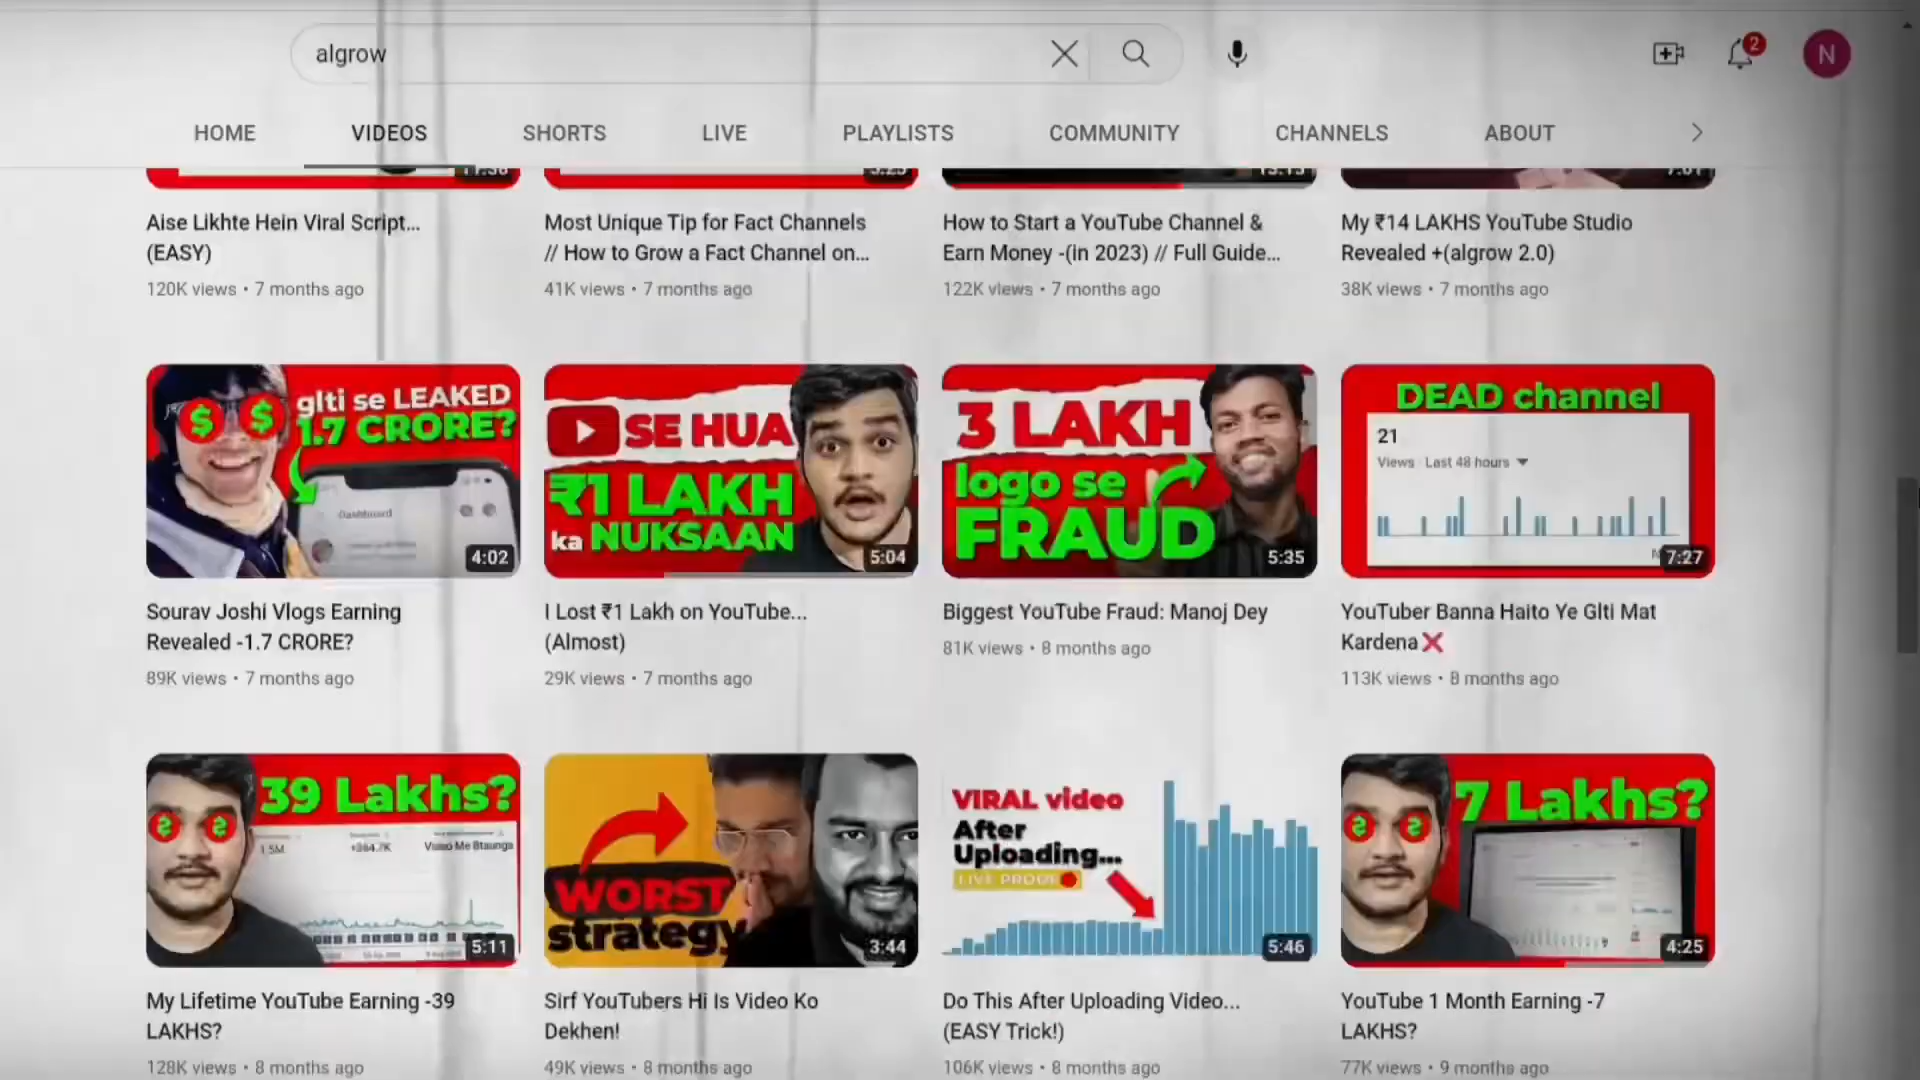 algrow
2
N
HOME VIDEOS SHORTS LIVE PLAYLISTS COMMUNITY CHANNELS ABOUT
Aise Likhte Hein Viral Script...
(EASY)
120K views • 7 months ago
Most Unique Tip for Fact Channels
// How to Grow a Fact Channel on...
41K views • 7 months ago
How to Start a YouTube Channel &
Earn Money -(in 2023) // Full Guide...
122K views • 7 months ago
My ₹14 LAKHS YouTube Studio
Revealed +(algrow 2.0)
38K views • 7 months ago
glti se LEAKED
1.7 CRORE?
Dashboard
4:02
Sourav Joshi Vlogs Earning
Revealed -1.7 CRORE?
89K views • 7 months ago
SE HUA
₹1 LAKH
ka NUKSAAN
5:04
I Lost ₹1 Lakh on YouTube...
(Almost)
29K views • 7 months ago
3 LAKH
logo se
FRAUD
5:35
Biggest YouTube Fraud: Manoj Dey
81K views • 8 months ago
DEAD channel
21
Views · Last 48 hours
7:27
YouTuber Banna Haito Ye Glti Mat
Kardena❌
113K views • 8 months ago
39 Lakhs?
1.5M
Video Me Btaunga
5:11
My Lifetime YouTube Earning -39
LAKHS?
128K views • 8 months ago
WORST
strategy
3:44
Sirf YouTubers Hi Is Video Ko
Dekhen!
49K views • 8 months ago
VIRAL video
After
Uploading...
LIVE PROOF
5:46
Do This After Uploading Video...
(EASY Trick!)
106K views • 8 months ago
7 Lakhs?
4:25
YouTube 1 Month Earning -7
LAKHS?
77K views • 9 months ago